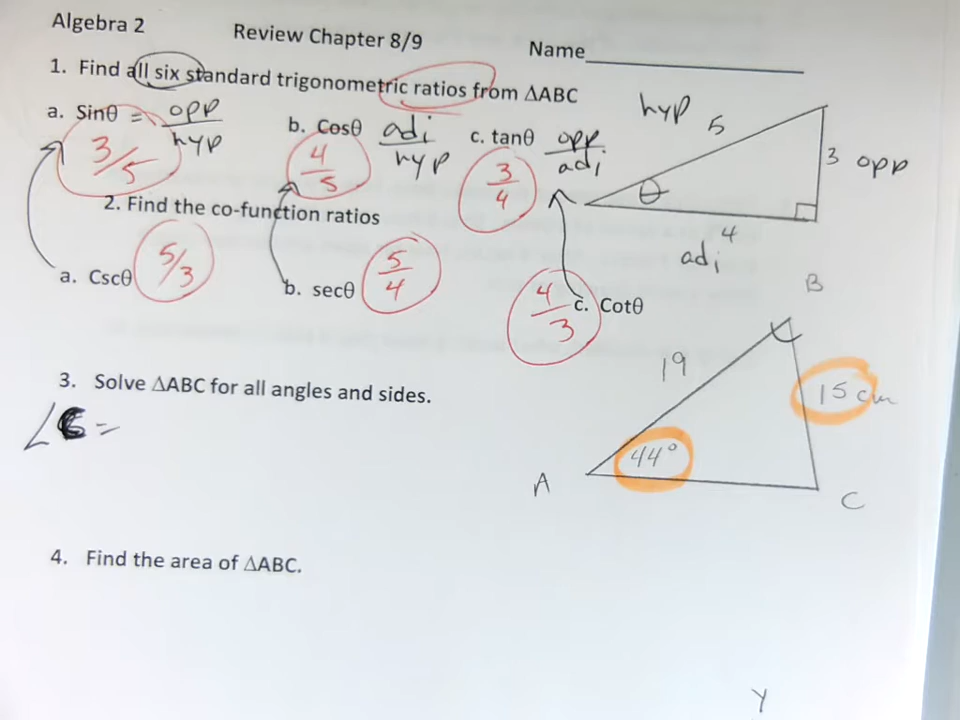 Algebra 2
Review Chapter 8/9
Name
1. Find all six standard trigonometric ratios from ΔABC
a. Sinθ = opp/hyp
3/5
b. Cosθ adj/hyp
4/5
c. tanθ opp/adj
3/4
hyp 5
3 opp
θ
4
adj
2. Find the co-function ratios
a. Cscθ 5/3
b. secθ 5/4
4/3 c. Cotθ
B
19
15 cm
44°
A
C
3. Solve ΔABC for all angles and sides.
4. Find the area of ΔABC.
Y